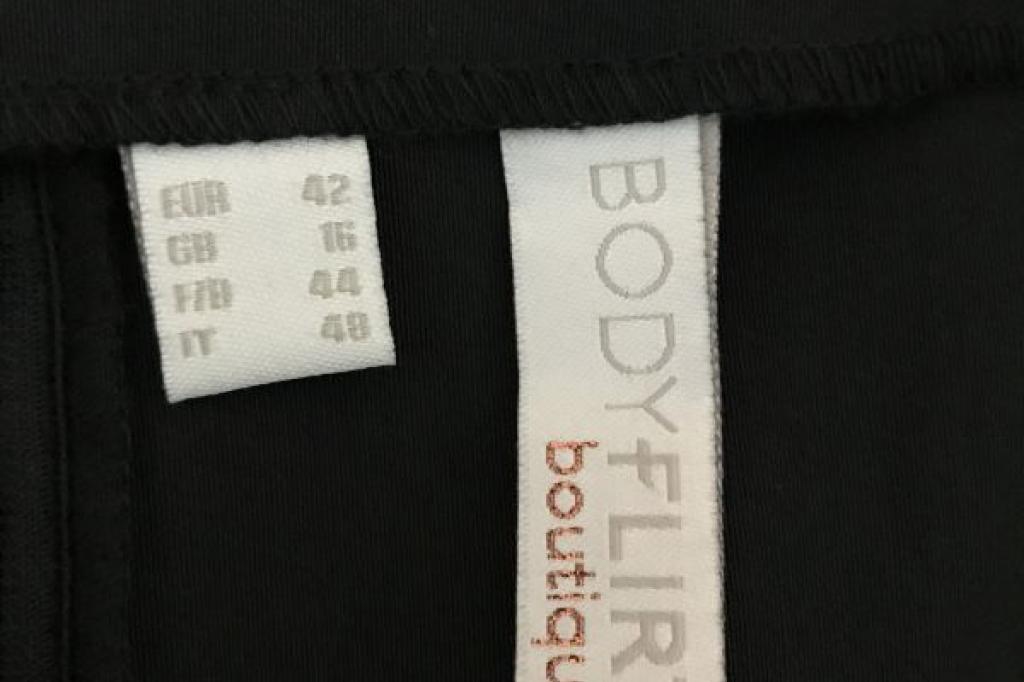 EUR 42
GB 16
F/B 44
IT 48
BODYFLIRT
boutiqu